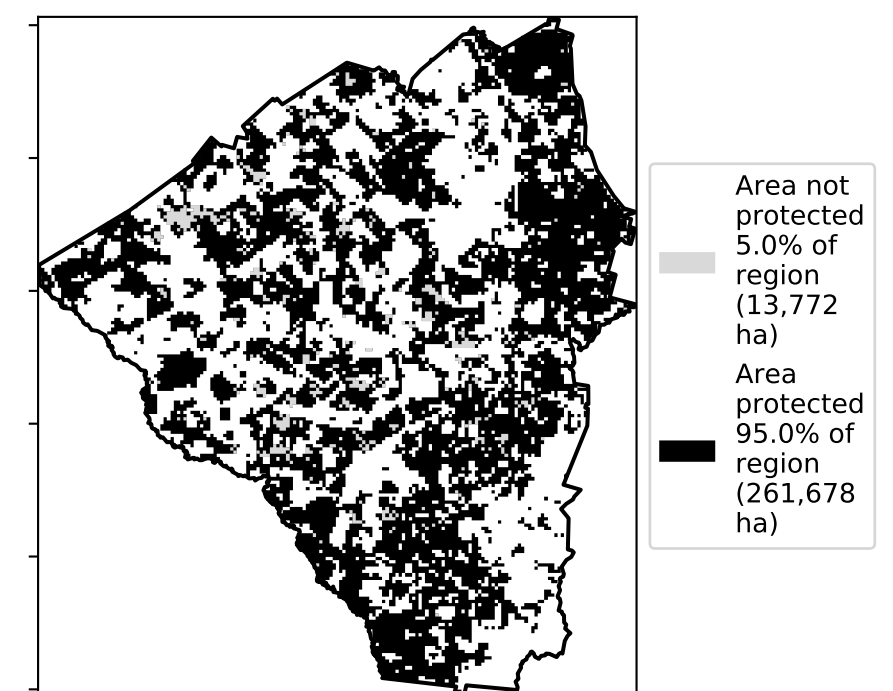 Area not
protected
5.0% of
region
(13,772
ha)
Area
protected
95.0% of
region
(261,678
ha)